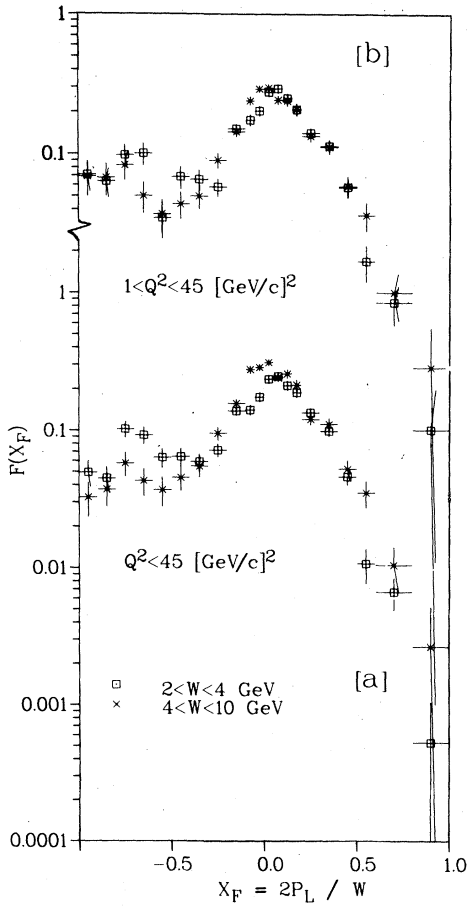 1
[b]
0.1
1<Q²<45 [GeV/c]²
1
F(X_F)
0.1
Q²<45 [GeV/c]²
0.01
[a]
2<W<4 GeV
4<W<10 GeV
0.001
0.0001
−0.5 0.0 0.5 1.0
X_F = 2P_L / W